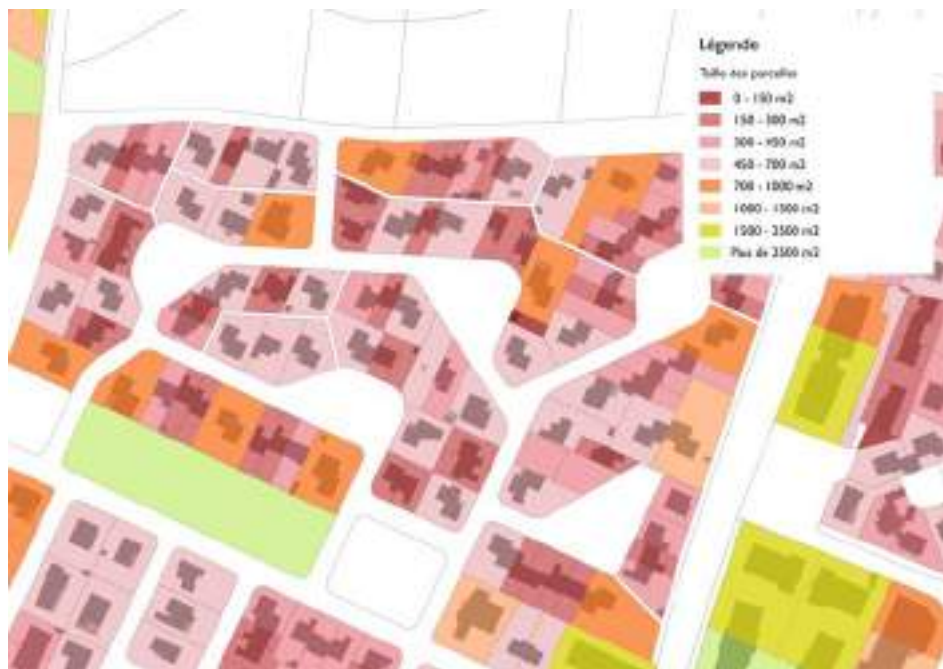 Légende
Taille des parcelles
0 - 150 m2
150 - 300 m2
300 - 450 m2
450 - 700 m2
700 - 1000 m2
1000 - 1500 m2
1500 - 2500 m2
Plus de 2500 m2